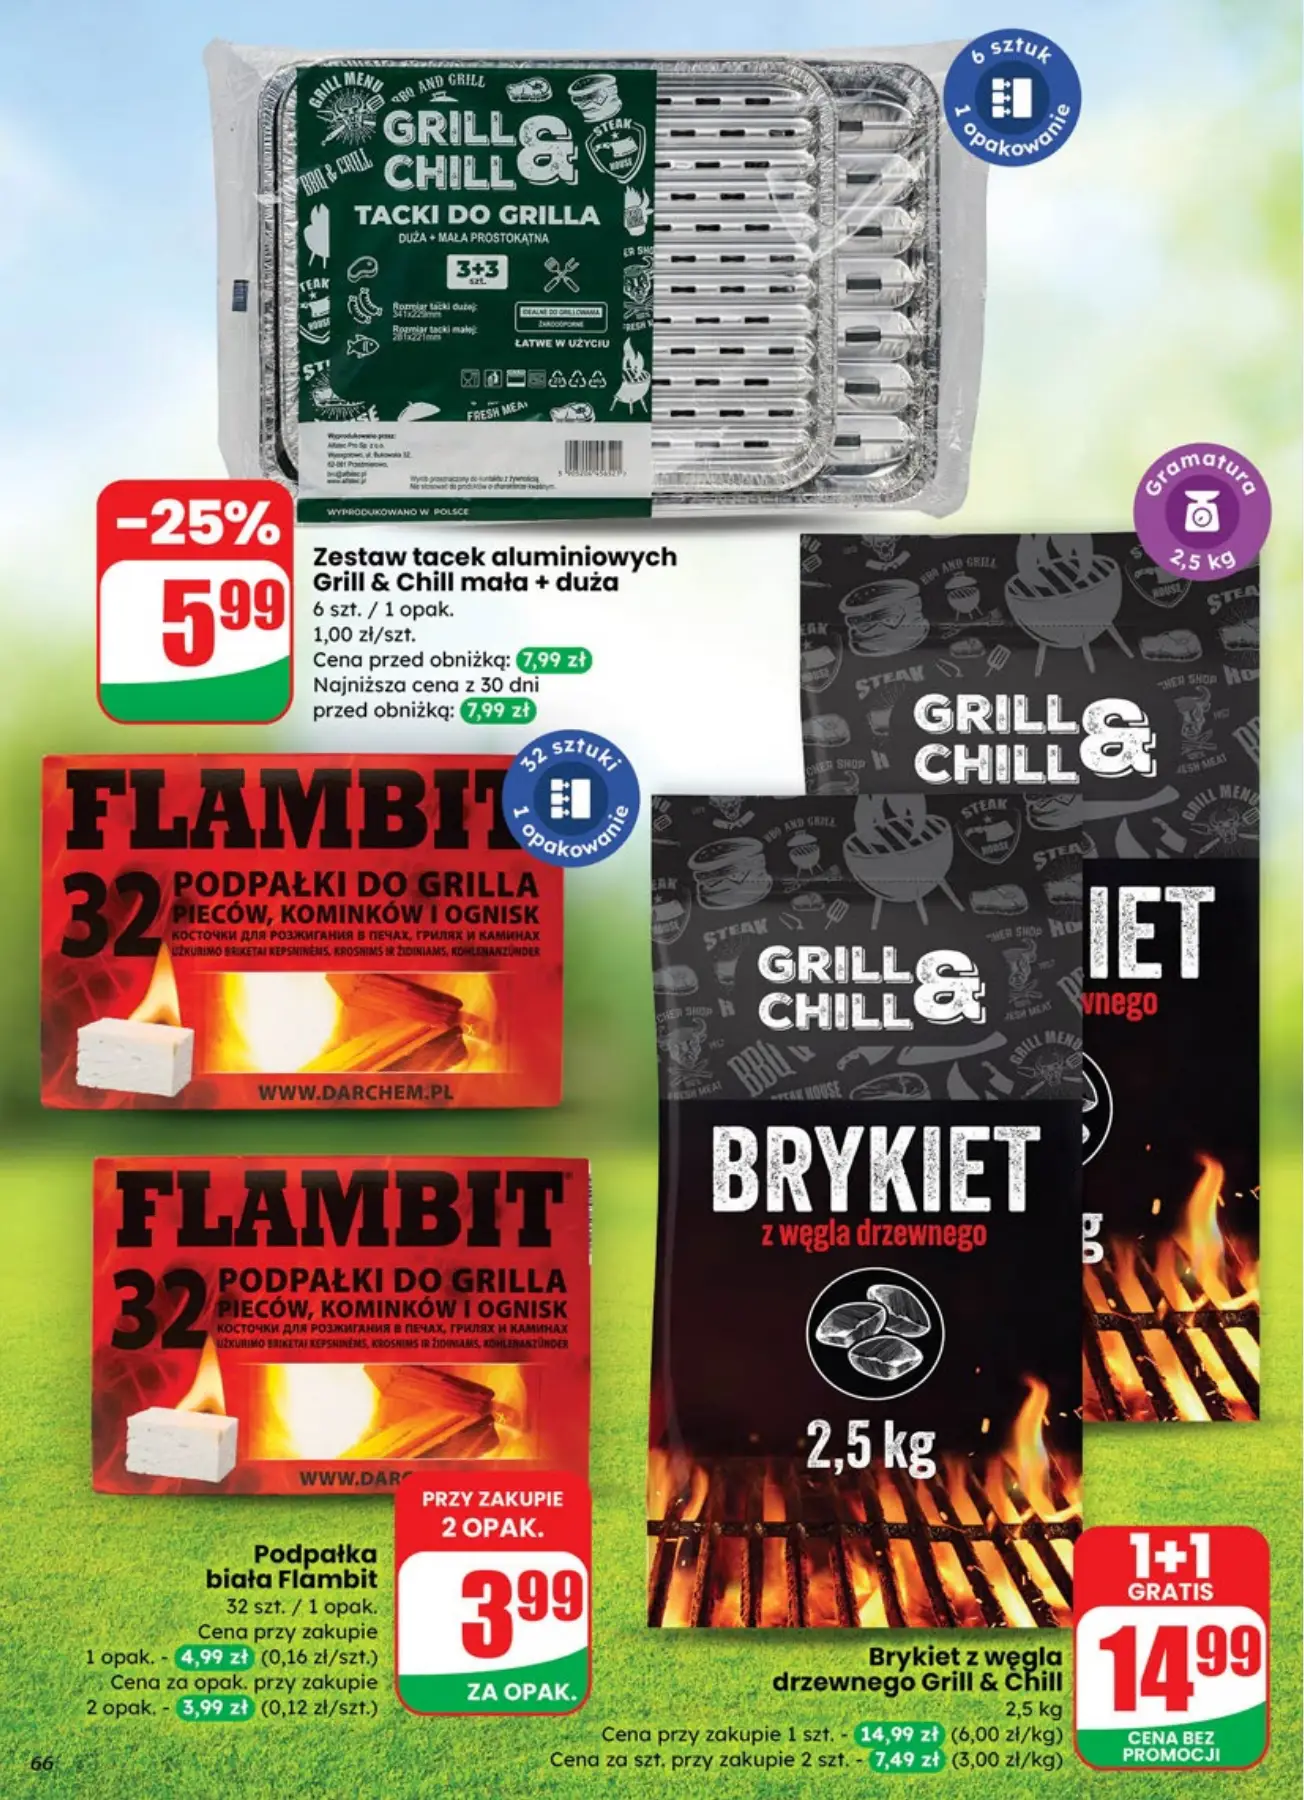 6 sztuk
1 opakowanie
GRILL MENU
BBQ AND GRILL
GRILL & CHILL
STEAK HOUSE
BBQ & GRILL
TACKI DO GRILLA
DUŻA + MAŁA PROSTOKĄTNA
3+3
szt.
Rozmiar tacki dużej:
341x229mm
IDEALNE DO GRILLOWANIA
ŻAROODPORNE
Rozmiar tacki małej:
281x221mm
ŁATWE W UŻYCIU
FRESH MEAT
Wyprodukowano przez:
WYPRODUKOWANO W POLSCE
-25%
5 99
Zestaw tacek aluminiowych
Grill & Chill mała + duża
6 szt. / 1 opak.
1,00 zł/szt.
Cena przed obniżką: 7,99 zł
Najniższa cena z 30 dni
przed obniżką: 7,99 zł
Gramatura
2,5 kg
GRILL & CHILL
IET
wnego
g
32 sztuki
1 opakowanie
FLAMBIT
32 PODPAŁKI DO GRILLA
PIECÓW, KOMINKÓW I OGNISK
КОСТОЧКИ ДЛЯ РОЗЖИГАНИЯ В ПЕЧАХ, ГРИЛЯХ И КАМИНАХ
UŽKURIMO BRIKETAI KEPSNINĖMS, KROSNIMS IR ŽIDINIAMS, KOHLENANZÜNDER
WWW.DARCHEM.PL
FLAMBIT
32 PODPAŁKI DO GRILLA
PIECÓW, KOMINKÓW I OGNISK
КОСТОЧКИ ДЛЯ РОЗЖИГАНИЯ В ПЕЧАХ, ГРИЛЯХ И КАМИНАХ
UŽKURIMO BRIKETAI KEPSNINĖMS, KROSNIMS IR ŽIDINIAMS, KOHLENANZÜNDER
WWW.DAR
GRILL & CHILL
BRYKIET
z węgla drzewnego
2,5 kg
PRZY ZAKUPIE
2 OPAK.
3 99
ZA OPAK.
Podpałka
biała Flambit
32 szt. / 1 opak.
Cena przy zakupie
1 opak. - 4,99 zł (0,16 zł/szt.)
Cena za opak. przy zakupie
2 opak. - 3,99 zł (0,12 zł/szt.)
1+1
GRATIS
14 99
CENA BEZ
PROMOCJI
Brykiet z węgla
drzewnego Grill & Chill
2,5 kg
Cena przy zakupie 1 szt. - 14,99 zł (6,00 zł/kg)
Cena za szt. przy zakupie 2 szt. - 7,49 zł (3,00 zł/kg)
66